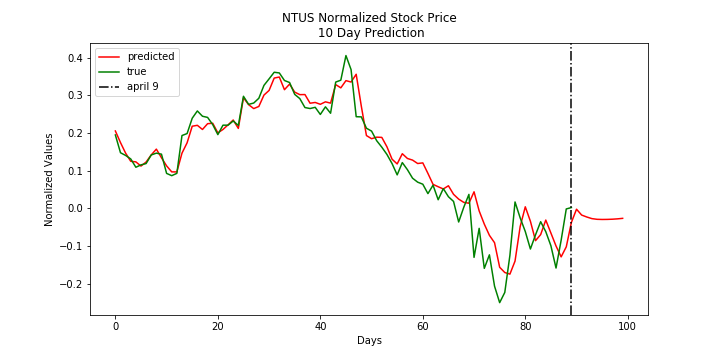 NTUS Normalized Stock Price
10 Day Prediction
predicted
true
april 9
0.4
0.3
0.2
0.1
0.0
−0.1
−0.2
Normalized Values
0 20 40 60 80 100
Days